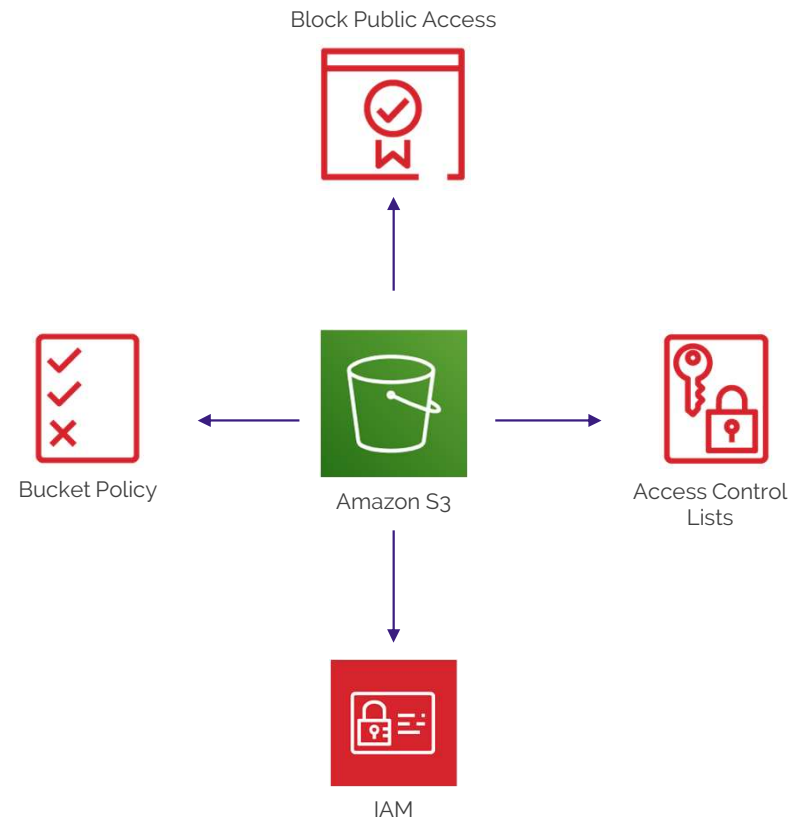 Block Public Access
Bucket Policy
Amazon S3
Access Control
Lists
IAM